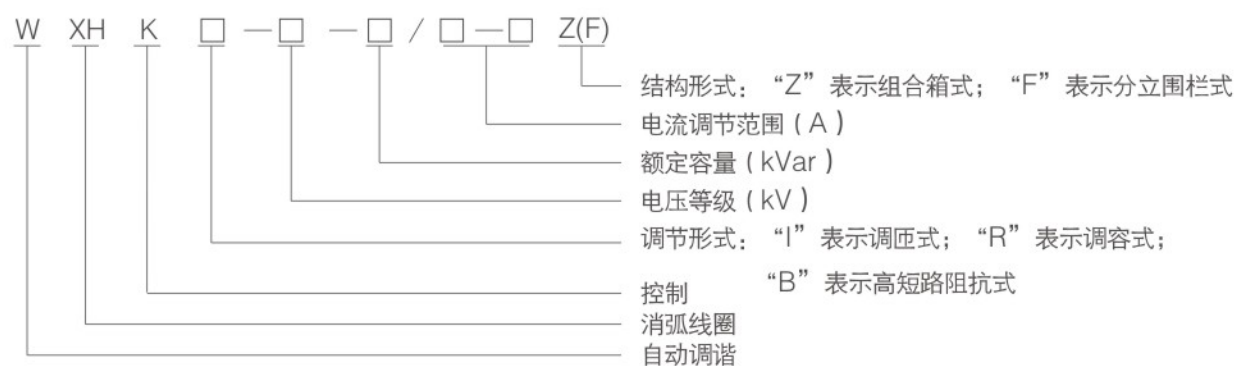 W XH K □ — □ - □ / □ — □ Z(F)
结构形式：“Z”表示组合箱式；“F”表示分立围栏式
电流调节范围（A）
额定容量（kVar）
电压等级（kV）
调节形式：“I”表示调匝式；“R”表示调容式；
“B”表示高短路阻抗式
控制
消弧线圈
自动调谐